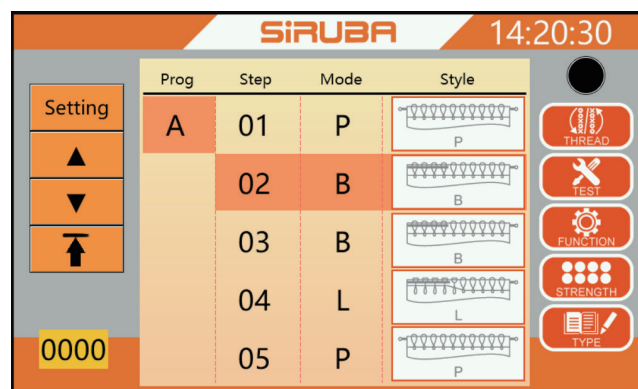 SiRUBA 14:20:30
Prog Step Mode Style
Setting
A 01 P P
THREAD
02 B B
TEST
03 B B
FUNCTION
04 L L
STRENGTH
0000 05 P P
TYPE